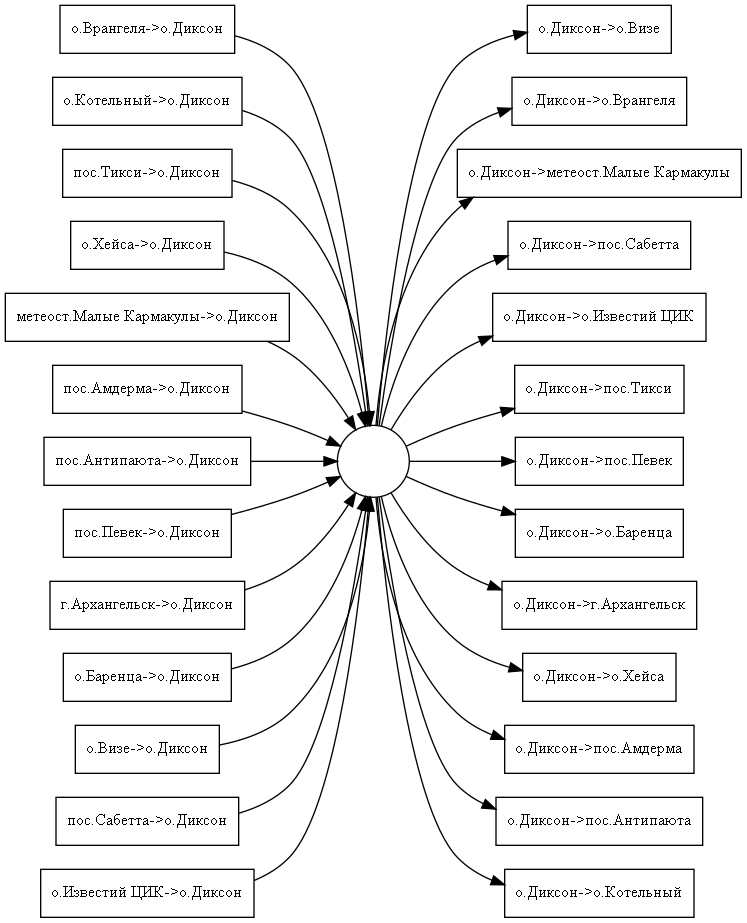 о.Врангеля->о.Диксон
о.Котельный->о.Диксон
пос.Тикси->о.Диксон
о.Хейса->о.Диксон
метеост.Малые Кармакулы->о.Диксон
пос.Амдерма->о.Диксон
пос.Антипаюта->о.Диксон
пос.Певек->о.Диксон
г.Архангельск->о.Диксон
о.Баренца->о.Диксон
о.Визе->о.Диксон
пос.Сабетта->о.Диксон
о.Известий ЦИК->о.Диксон
о.Диксон->о.Визе
о.Диксон->о.Врангеля
о.Диксон->метеост.Малые Кармакулы
о.Диксон->пос.Сабетта
о.Диксон->о.Известий ЦИК
о.Диксон->пос.Тикси
о.Диксон->пос.Певек
о.Диксон->о.Баренца
о.Диксон->г.Архангельск
о.Диксон->о.Хейса
о.Диксон->пос.Амдерма
о.Диксон->пос.Антипаюта
о.Диксон->о.Котельный